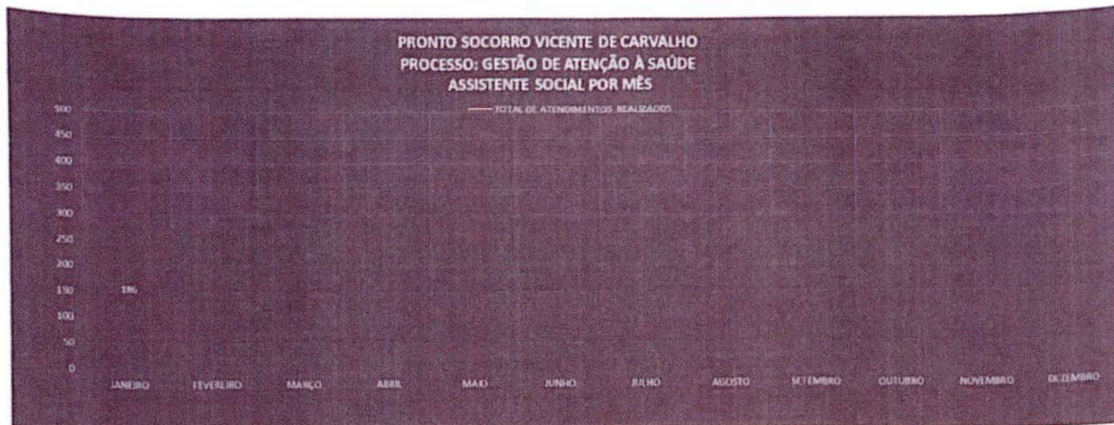 PRONTO SOCORRO VICENTE DE CARVALHO
PROCESSO: GESTÃO DE ATENÇÃO À SAÚDE
ASSISTENTE SOCIAL POR MÊS
TOTAL DE ATENDIMENTOS REALIZADOS
500
450
400
350
300
250
200
150
186
100
50
0
JANEIRO FEVEREIRO MARÇO ABRIL MAIO JUNHO JULHO AGOSTO SETEMBRO OUTUBRO NOVEMBRO DEZEMBRO